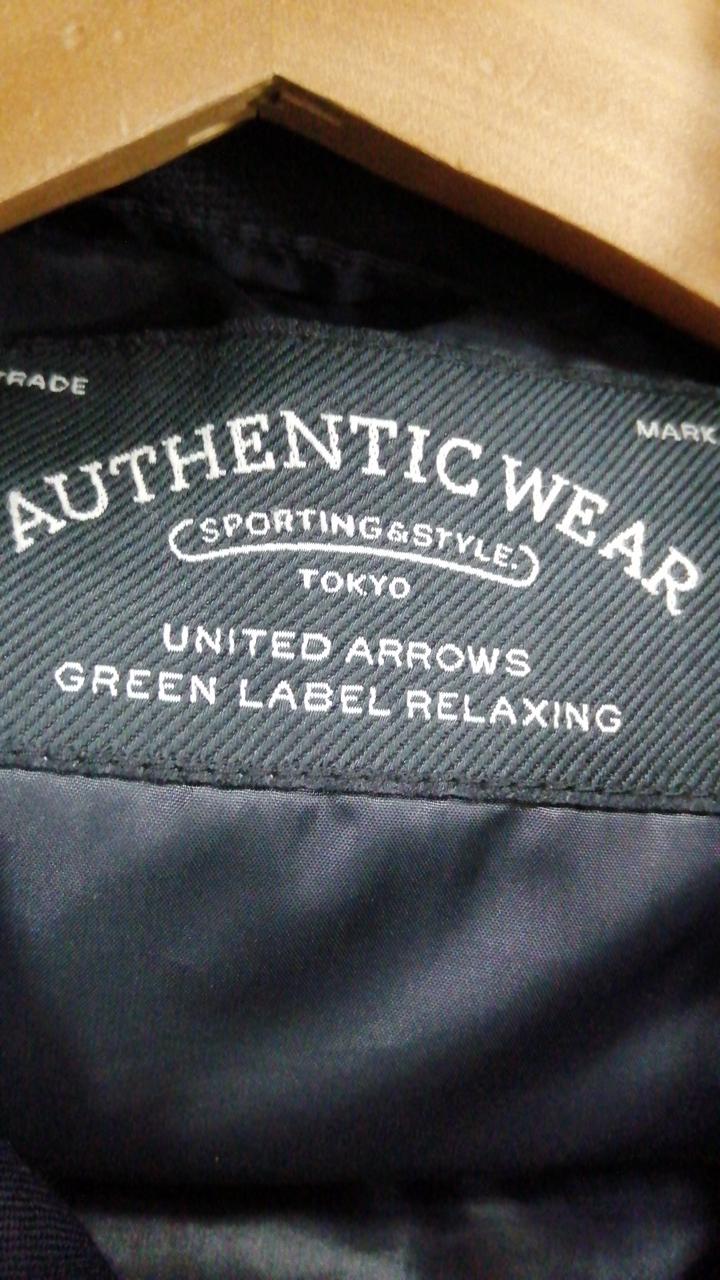 TRADE MARK
AUTHENTIC WEAR
SPORTING & STYLE.
TOKYO
UNITED ARROWS
GREEN LABEL RELAXING